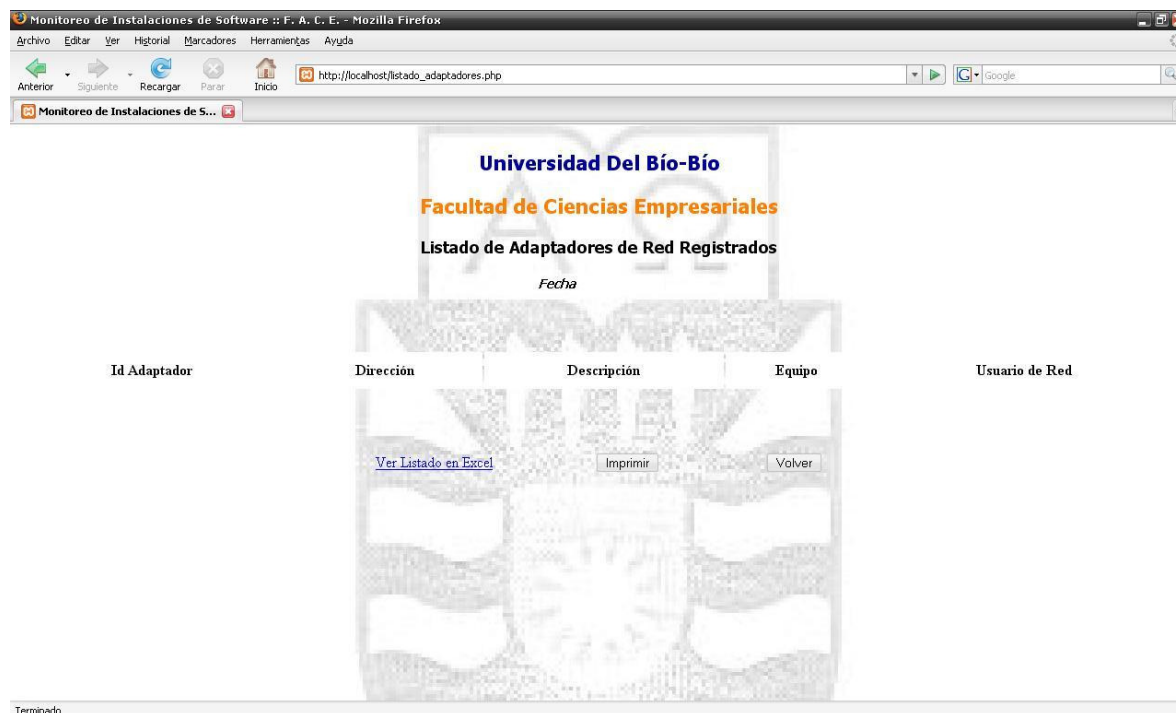 Monitoreo de Instalaciones de Software :: F. A. C. E. - Mozilla Firefox
Archivo Editar Ver Historial Marcadores Herramientas Ayuda
Anterior Siguiente Recargar Parar Inicio http://localhost/listado_adaptadores.php Google
Monitoreo de Instalaciones de S...
Universidad Del Bío-Bío
Facultad de Ciencias Empresariales
Listado de Adaptadores de Red Registrados
Fecha
Id Adaptador Dirección Descripción Equipo Usuario de Red
Ver Listado en Excel Imprimir Volver
Terminado
Α Ω